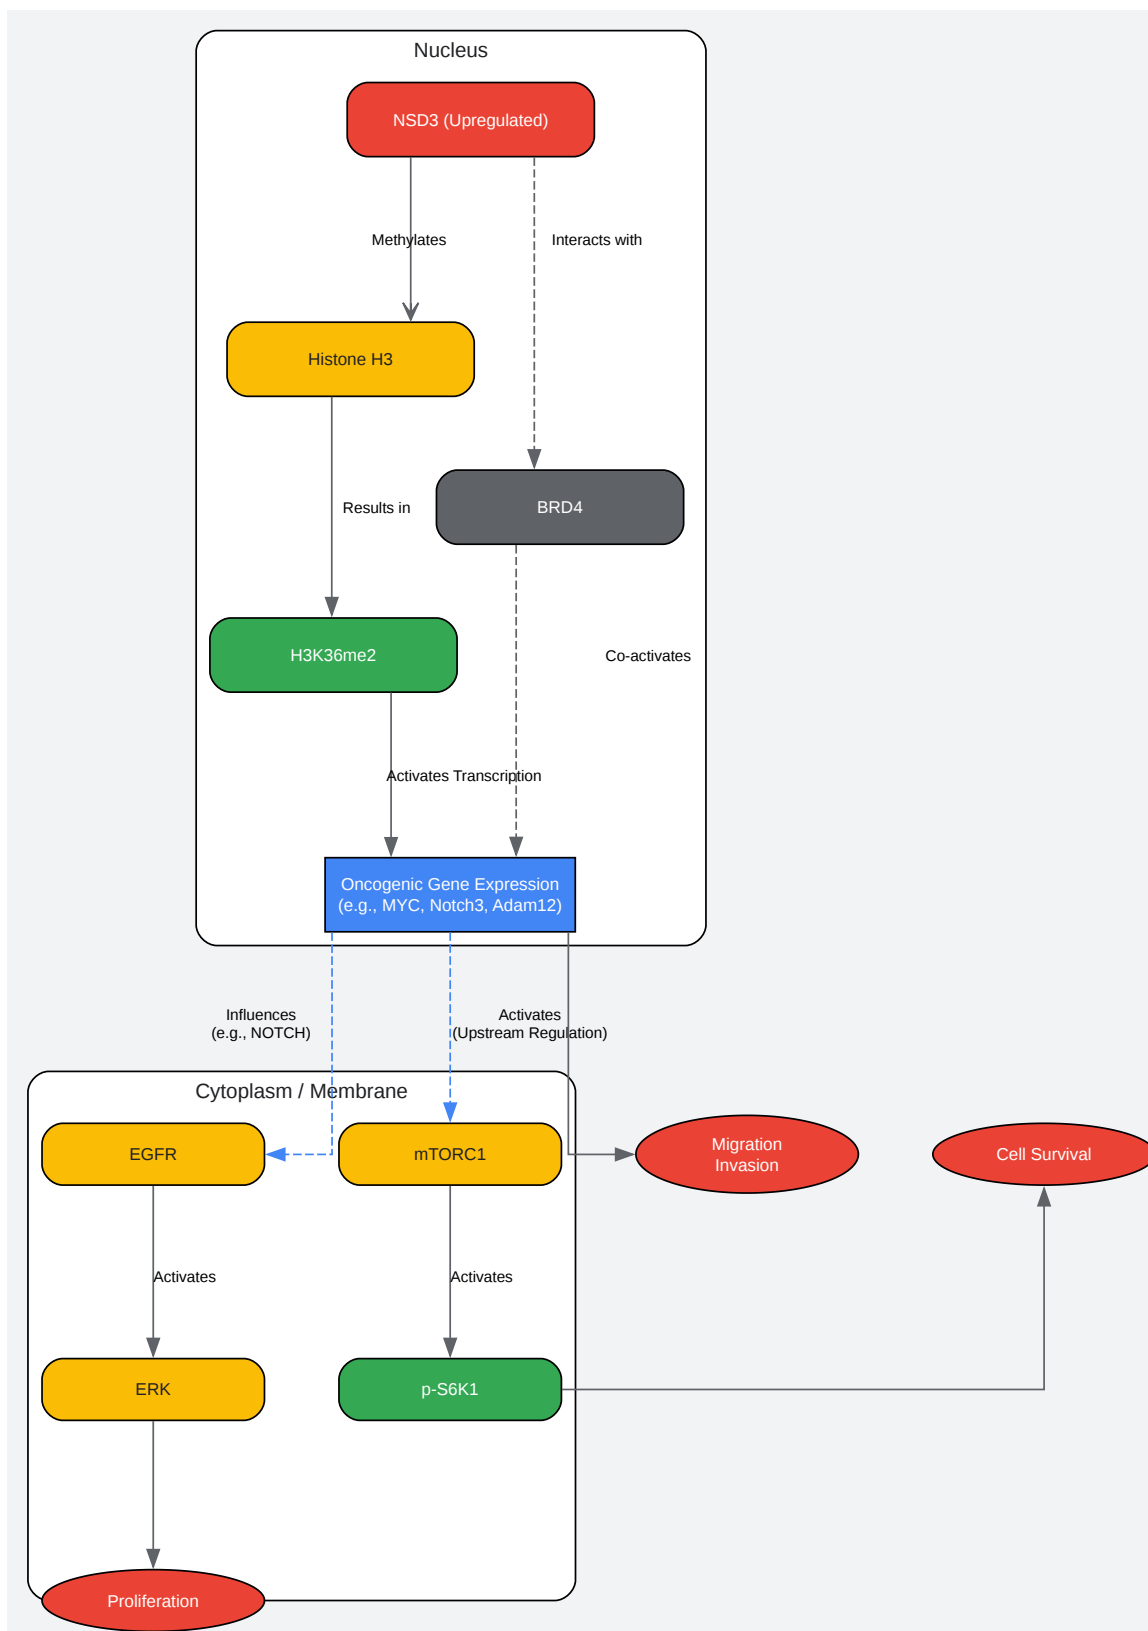 Nucleus
NSD3 (Upregulated)
Methylates
Interacts with
Histone H3
Results in
BRD4
H3K36me2
Co-activates
Activates Transcription
Oncogenic Gene Expression
(e.g., MYC, Notch3, Adam12)
Influences
(e.g., NOTCH)
Activates
(Upstream Regulation)
Cytoplasm / Membrane
EGFR
mTORC1
Migration
Invasion
Cell Survival
Activates
Activates
ERK
p-S6K1
Proliferation